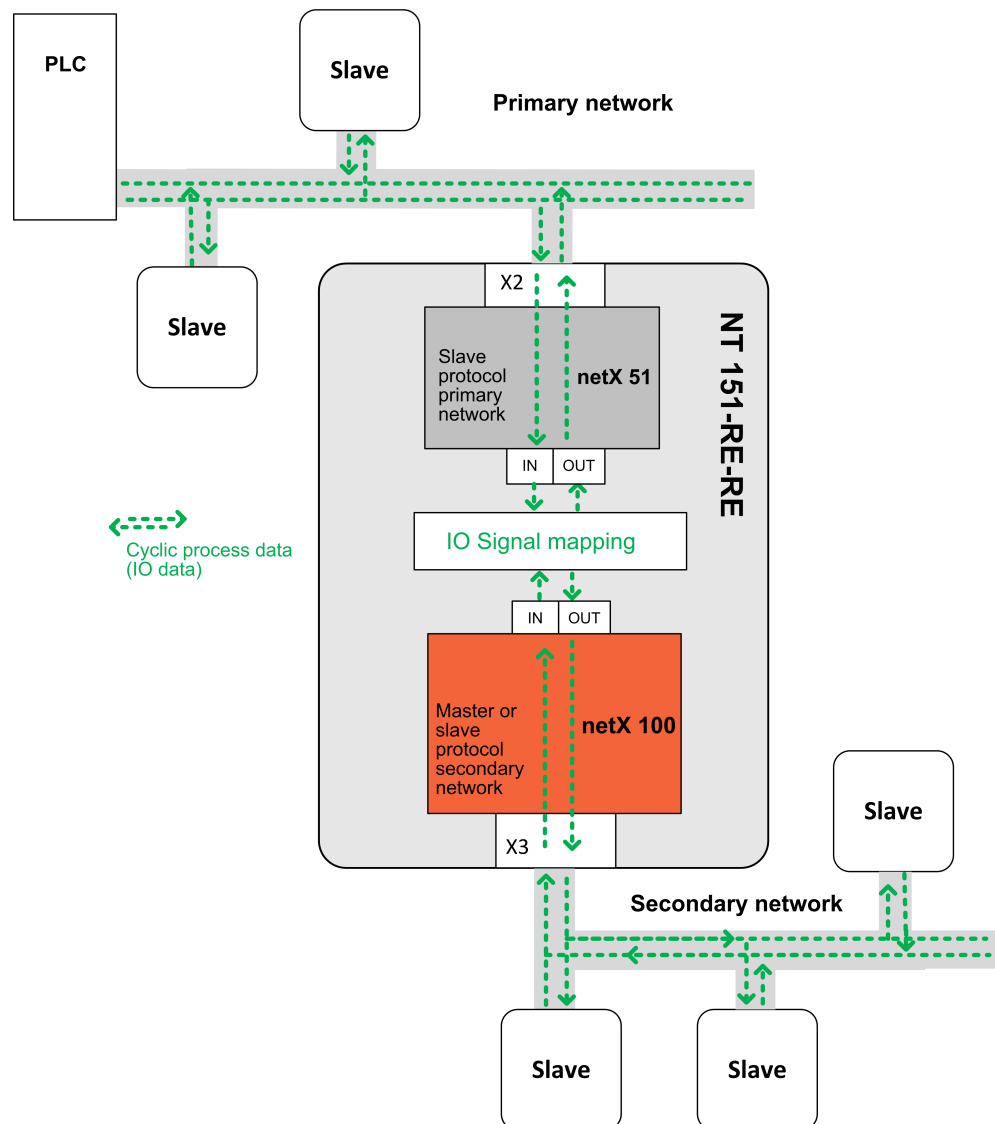 PLC
Slave
Primary network
Slave
X2
NT 151-RE-RE
Slave
protocol
primary
network
netX 51
IN
OUT
IO Signal mapping
Cyclic process data
(IO data)
IN
OUT
Master or
slave
protocol
secondary
network
netX 100
X3
Slave
Secondary network
Slave
Slave